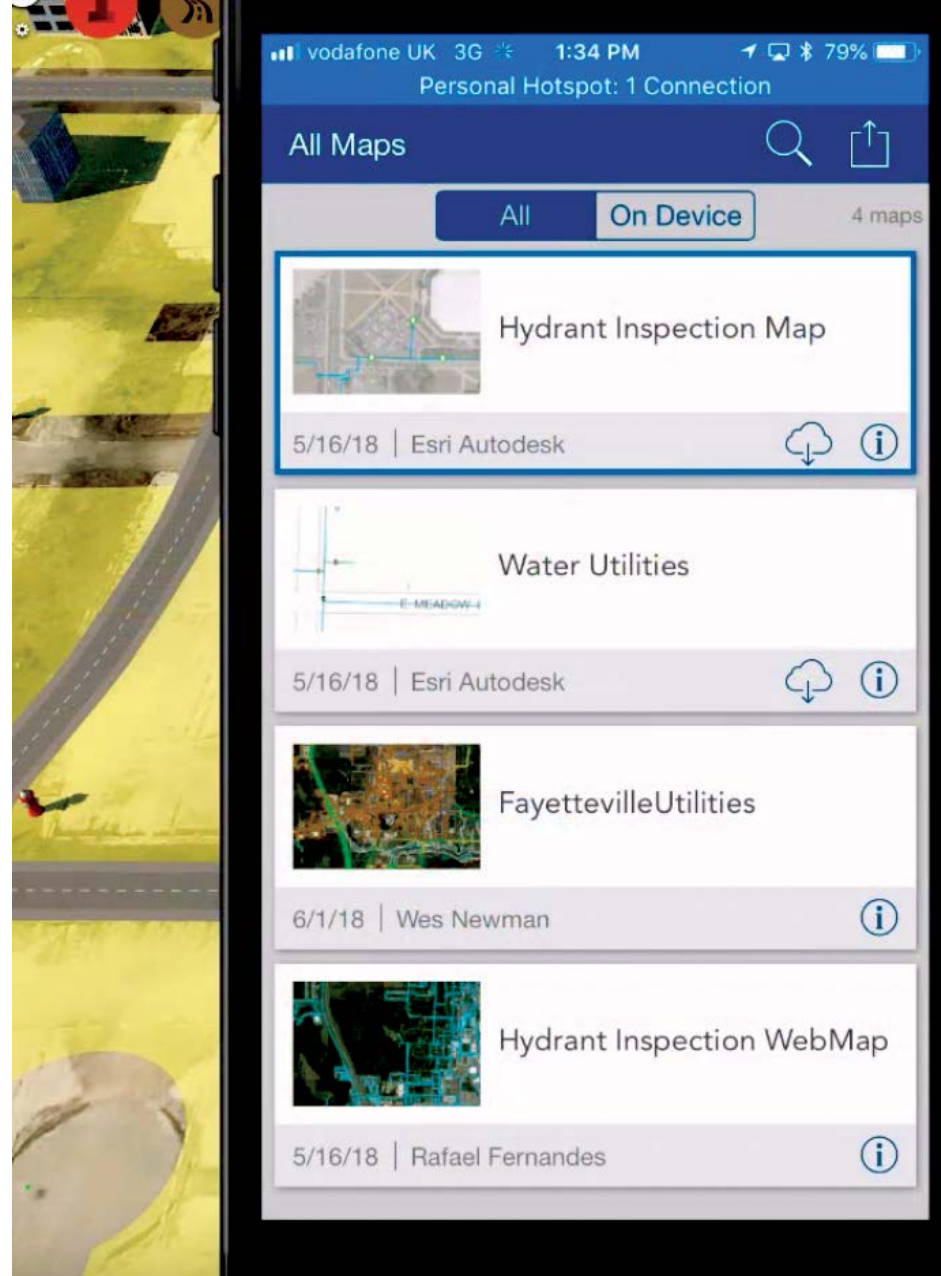 vodafone UK 3G 1:34 PM 79%
Personal Hotspot: 1 Connection
All Maps
All On Device 4 maps
Hydrant Inspection Map
5/16/18 | Esri Autodesk
E. MEADOW
Water Utilities
5/16/18 | Esri Autodesk
FayettevilleUtilities
6/1/18 | Wes Newman
Hydrant Inspection WebMap
5/16/18 | Rafael Fernandes